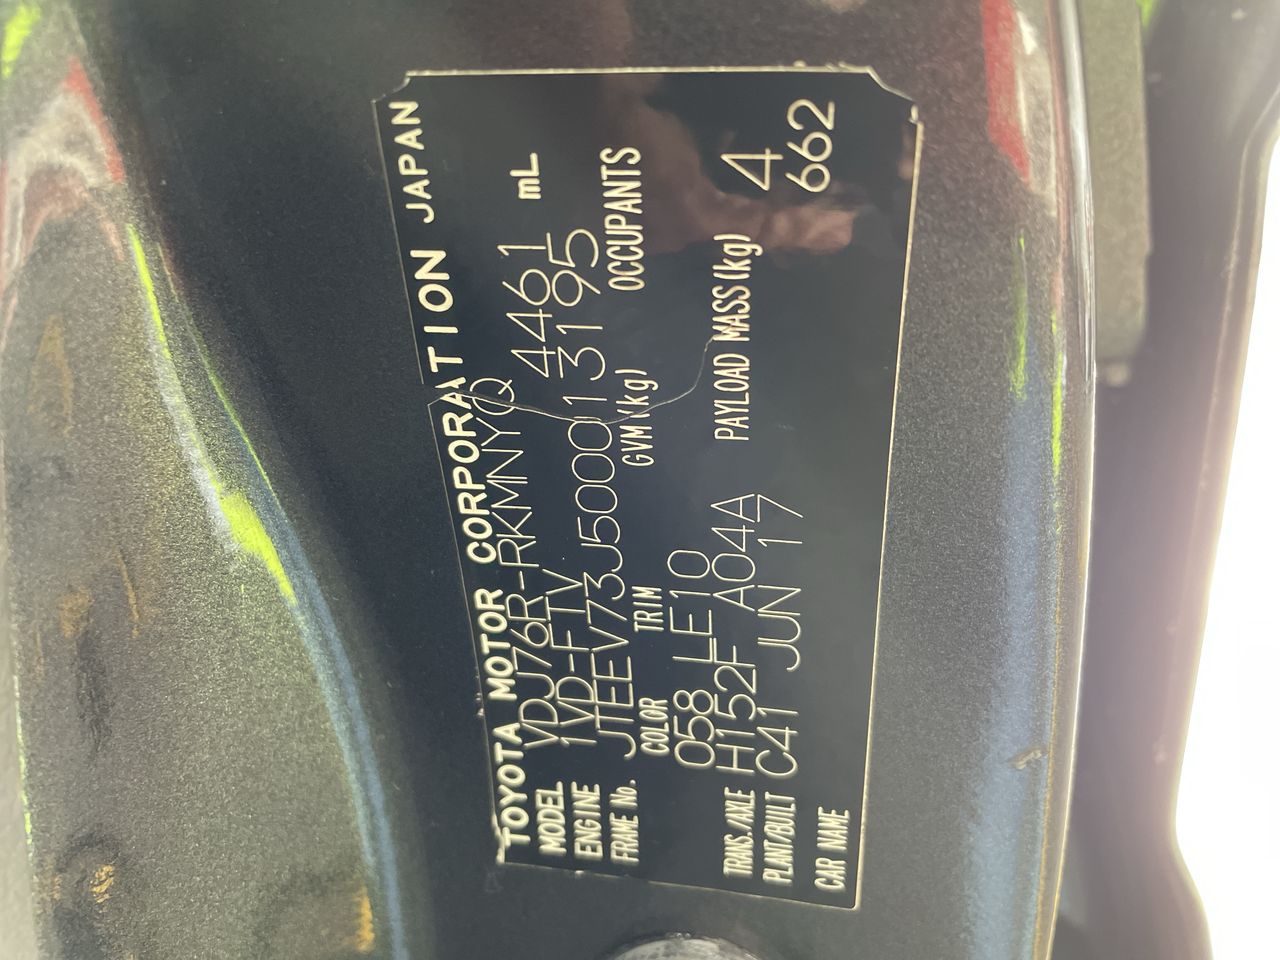 TOYOTA MOTOR CORPORATION JAPAN
MODEL VDJ76R-RKMNYQ
ENGINE 1VD-FTV 4461 mL
FRAME No. JTEEV73J500013195
COLOR TRIM GVM(kg) OCCUPANTS
058 LE10 4
TRANS./AXLE H152F A04A PAYLOAD MASS(kg) 662
PLANT/BUILT C41 JUN 17
CAR NAME